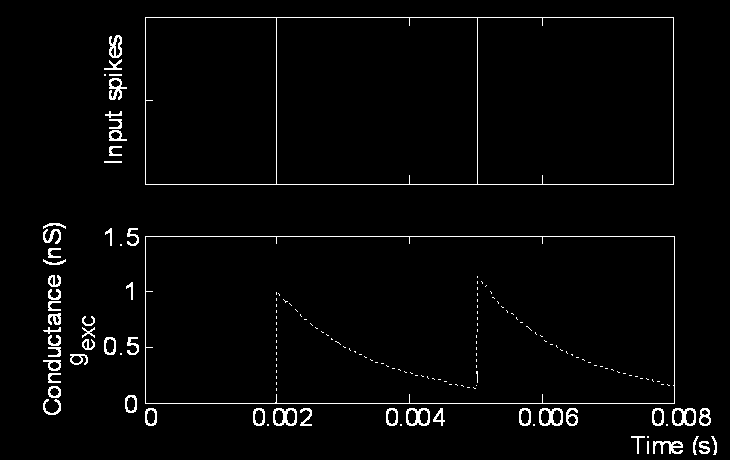 Input spikes
Conductance (nS)
g_exc
1.5
1
0.5
0
0 0.002 0.004 0.006 0.008
Time (s)